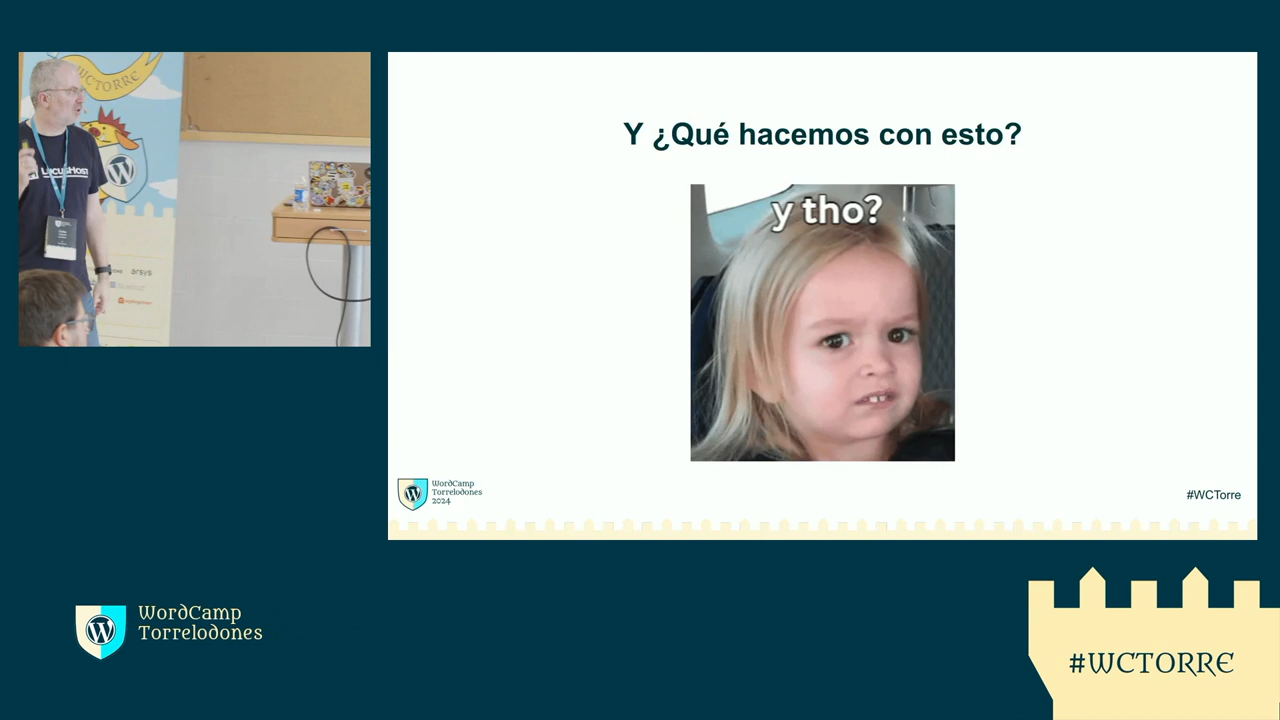 WCTORRE
LUCUSHOST
arsys
Y ¿Qué hacemos con esto?
y tho?
WordCamp
Torrelodones
2024
#WCTorre
WordCamp
Torrelodones
#WCTORRE